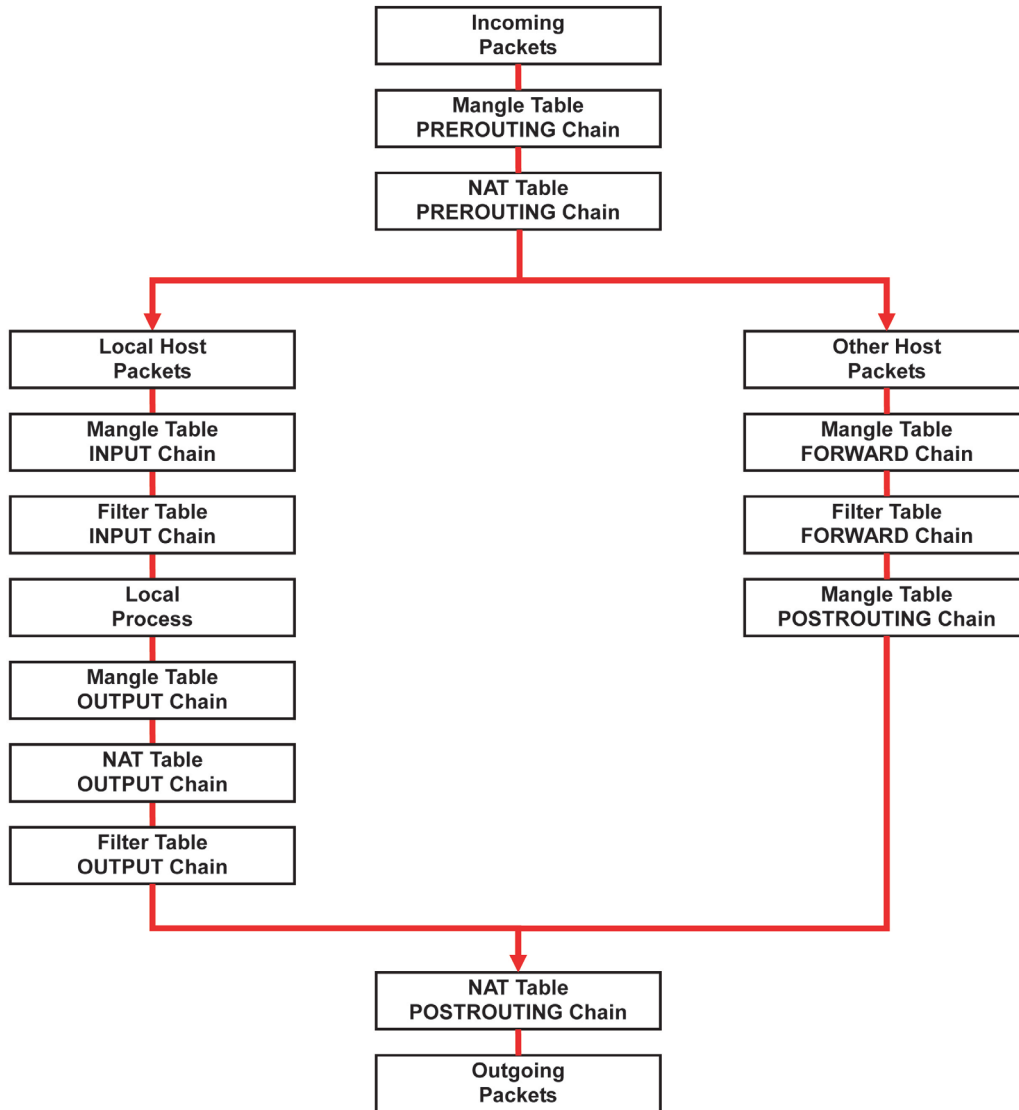 Incoming
Packets
Mangle Table
PREROUTING Chain
NAT Table
PREROUTING Chain
Local Host
Packets
Mangle Table
INPUT Chain
Filter Table
INPUT Chain
Local
Process
Mangle Table
OUTPUT Chain
NAT Table
OUTPUT Chain
Filter Table
OUTPUT Chain
Other Host
Packets
Mangle Table
FORWARD Chain
Filter Table
FORWARD Chain
Mangle Table
POSTROUTING Chain
NAT Table
POSTROUTING Chain
Outgoing
Packets